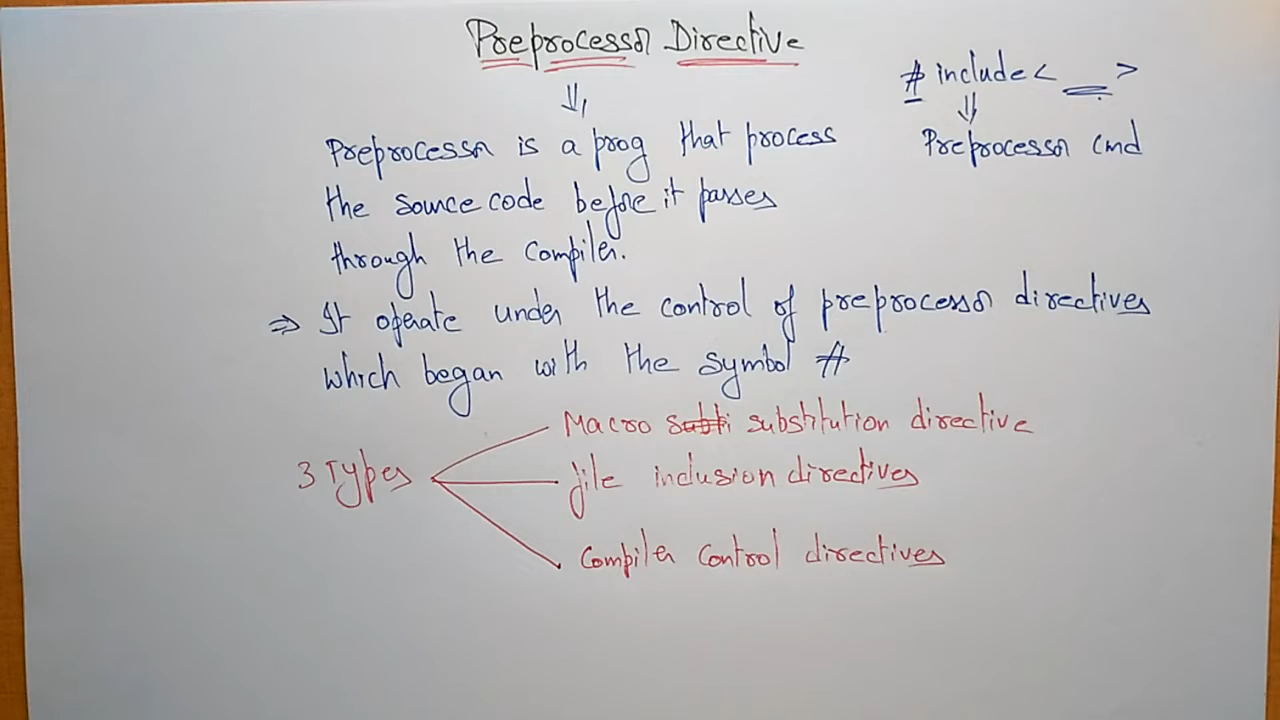 Preprocessor Directive
# include< __ >
Preprocessor cmd
Preprocessor is a prog that process
the source code before it passes
through the compiler.
⇒ It operate under the control of preprocessor directives
which began with the symbol #
3 Types
Macro substitution directive
file inclusion directives
Compiler control directives